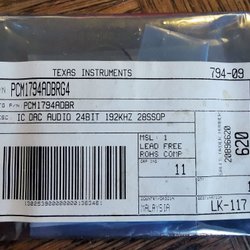 TEXAS INSTRUMENTS 794-09
PCM1794ADBRG4
P/N: PCM1794ADBR
IC DAC AUDIO 24BIT 192KHZ 28SSOP
MSL : 1
LEAD FREE
ROHS COMP
11
MALAYSIA
LK-117
20896620
620